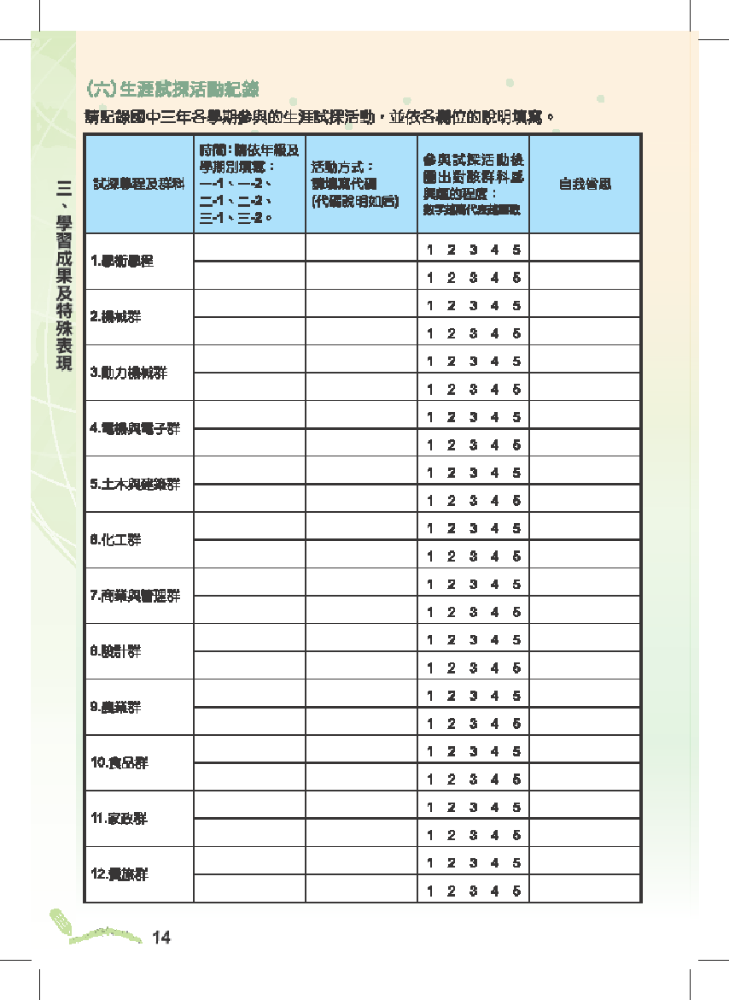 (六)生涯試探活動紀錄
請記錄國中三年各學期參與的生涯試探活動，並依各欄位的說明填寫。
三、學習成果及特殊表現
試探學程及群科
時間：請依年級及
學期別填寫：
一-1、一-2、
二-1、二-2、
三-1、三-2。
活動方式：
請填寫代碼
(代碼說明如后)
參與試探活動後
圈出對該群科感
興趣的程度：
數字越高代表越喜歡
自我省思
1.學術學程
1 2 3 4 5
1 2 3 4 5
2.機械群
1 2 3 4 5
1 2 3 4 5
3.動力機械群
1 2 3 4 5
1 2 3 4 5
4.電機與電子群
1 2 3 4 5
1 2 3 4 5
5.土木與建築群
1 2 3 4 5
1 2 3 4 5
6.化工群
1 2 3 4 5
1 2 3 4 5
7.商業與管理群
1 2 3 4 5
1 2 3 4 5
8.設計群
1 2 3 4 5
1 2 3 4 5
9.農業群
1 2 3 4 5
1 2 3 4 5
10.食品群
1 2 3 4 5
1 2 3 4 5
11.家政群
1 2 3 4 5
1 2 3 4 5
12.餐旅群
1 2 3 4 5
1 2 3 4 5
14